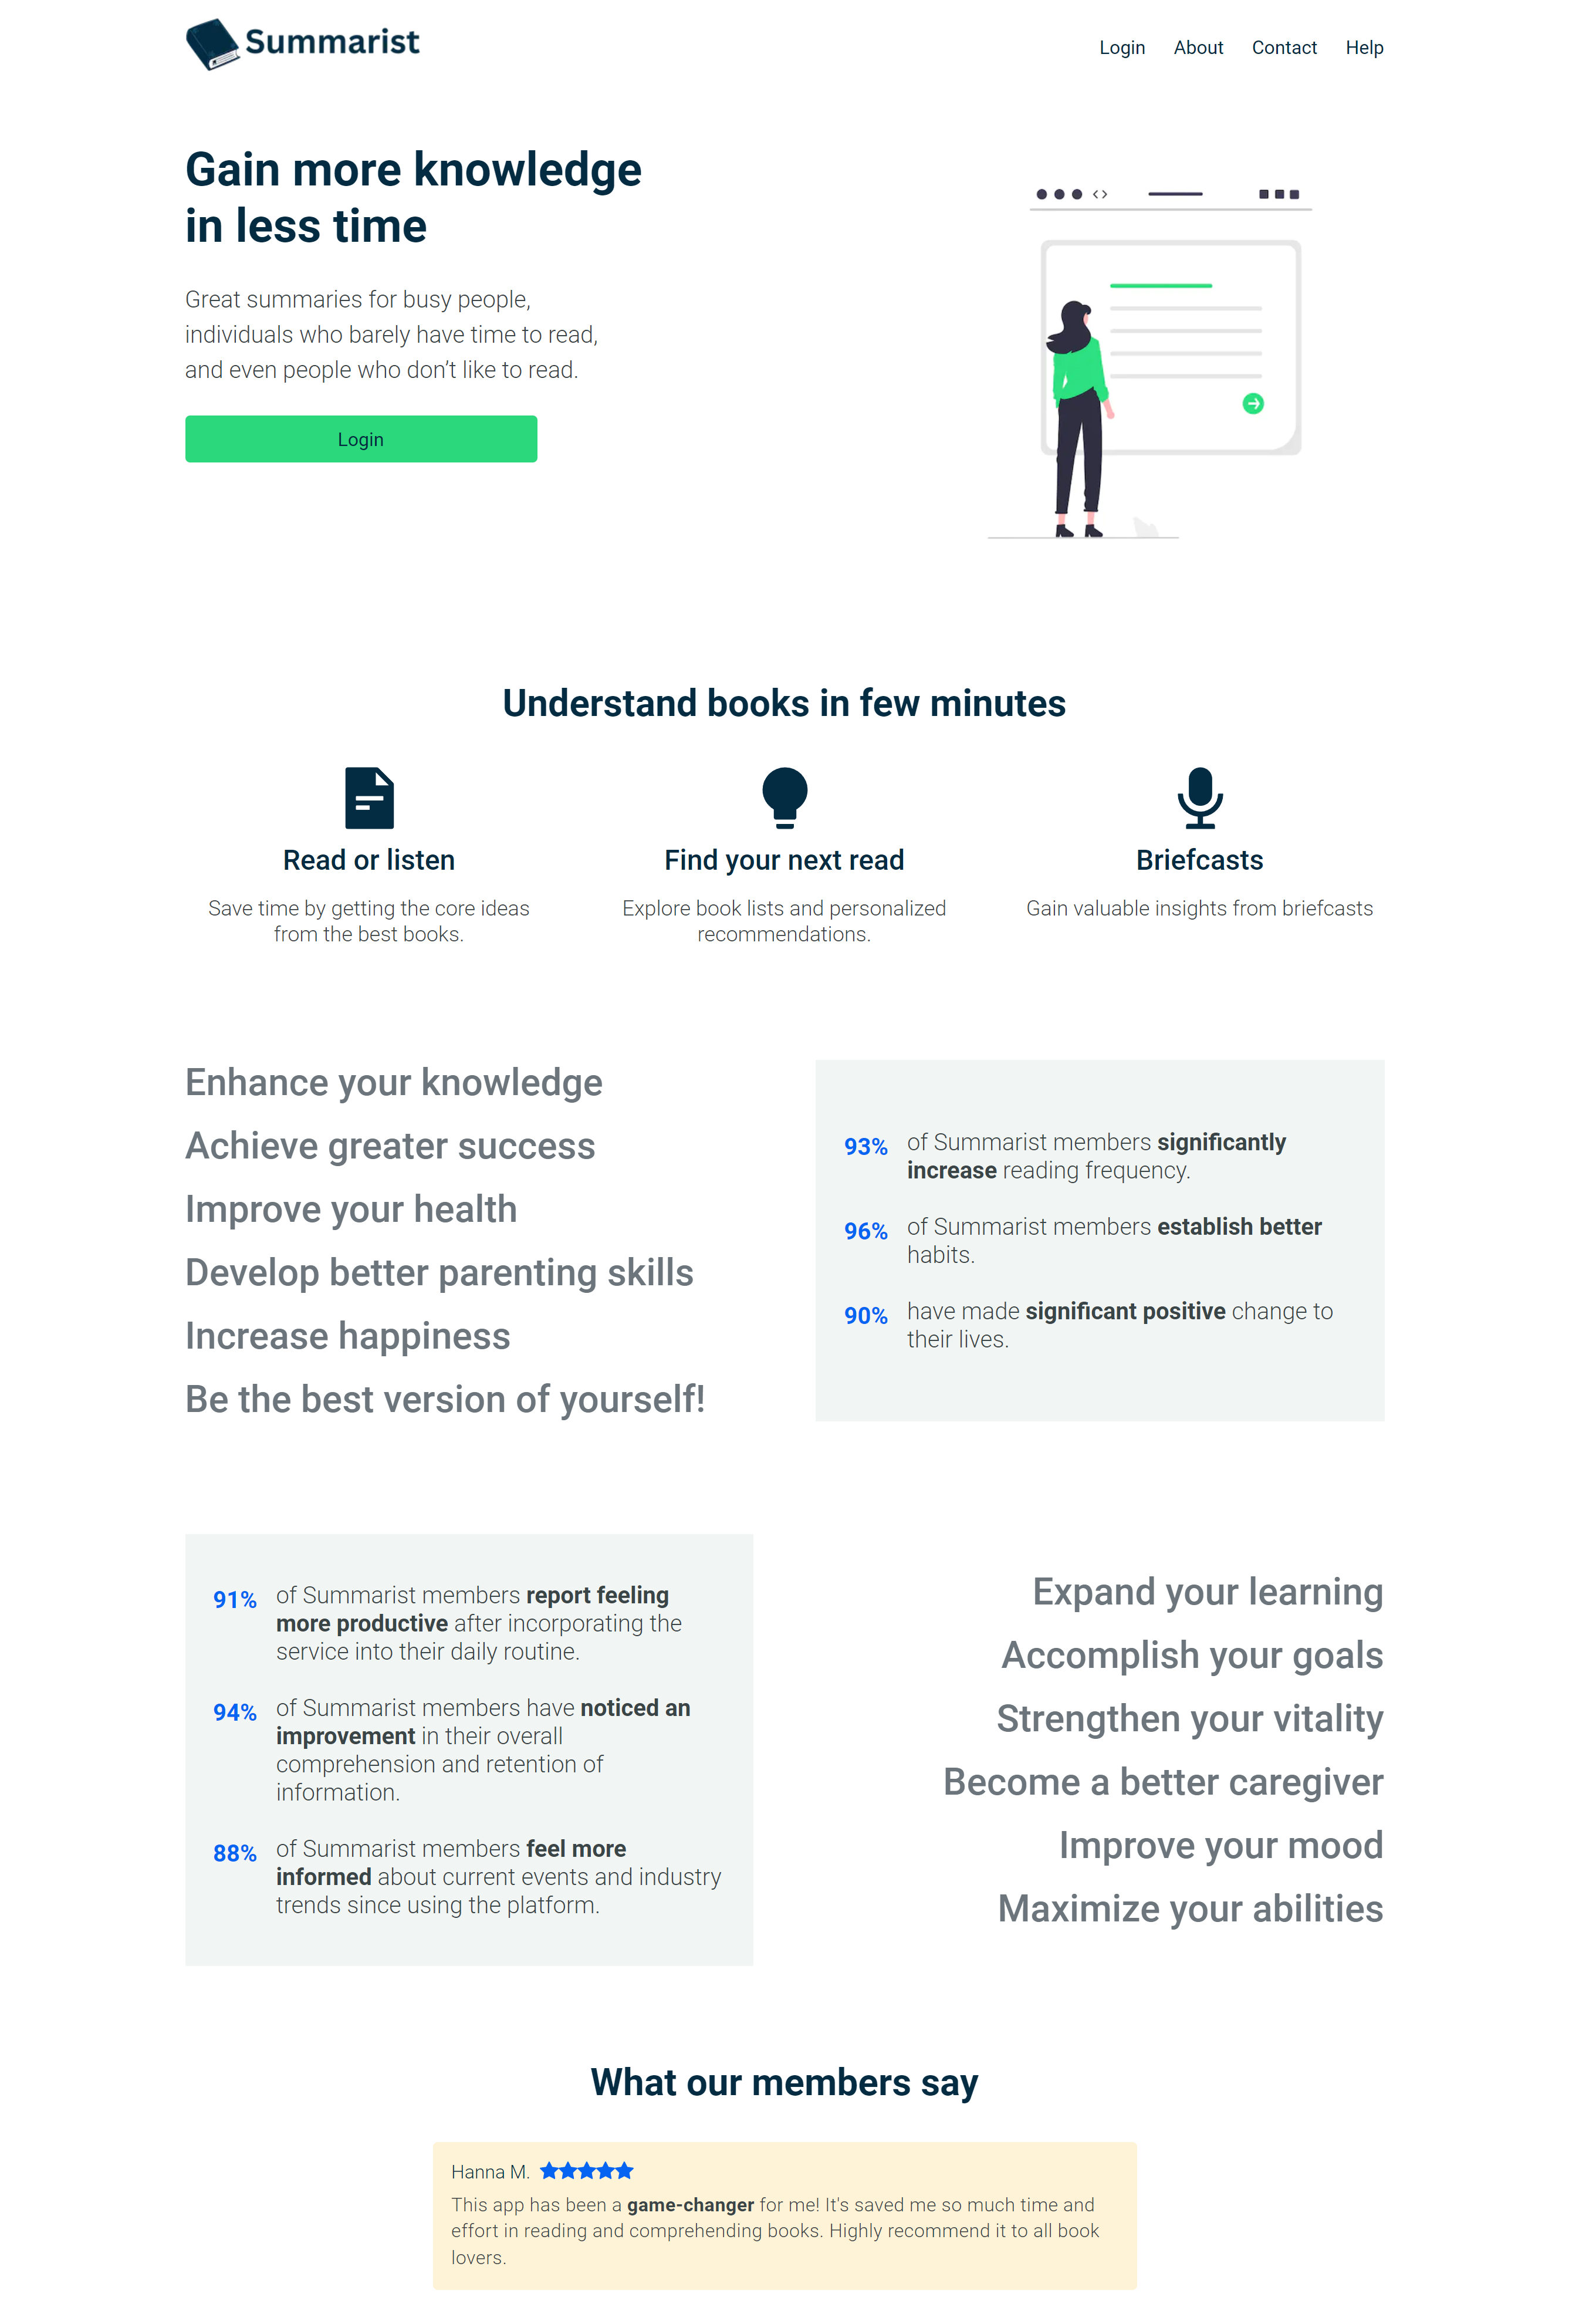 Summarist
Login About Contact Help
Gain more knowledge
in less time
Great summaries for busy people,
individuals who barely have time to read,
and even people who don’t like to read.
Login
Understand books in few minutes
Read or listen
Save time by getting the core ideas
from the best books.
Find your next read
Explore book lists and personalized
recommendations.
Briefcasts
Gain valuable insights from briefcasts
Enhance your knowledge
Achieve greater success
Improve your health
Develop better parenting skills
Increase happiness
Be the best version of yourself!
93% of Summarist members significantly
increase reading frequency.
96% of Summarist members establish better
habits.
90% have made significant positive change to
their lives.
91% of Summarist members report feeling
more productive after incorporating the
service into their daily routine.
94% of Summarist members have noticed an
improvement in their overall
comprehension and retention of
information.
88% of Summarist members feel more
informed about current events and industry
trends since using the platform.
Expand your learning
Accomplish your goals
Strengthen your vitality
Become a better caregiver
Improve your mood
Maximize your abilities
What our members say
Hanna M.
This app has been a game-changer for me! It's saved me so much time and
effort in reading and comprehending books. Highly recommend it to all book
lovers.